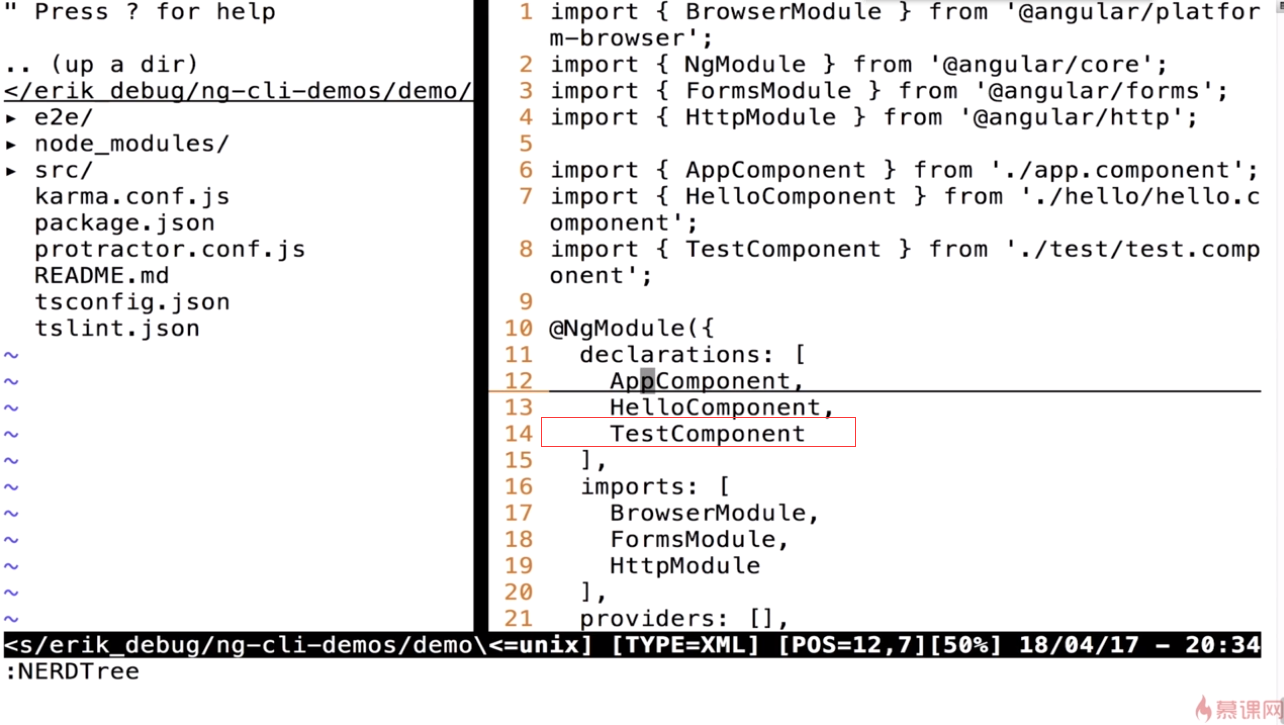 " Press ? for help
.. (up a dir)
</erik_debug/ng-cli-demos/demo/
▸ e2e/
▸ node_modules/
▸ src/
karma.conf.js
package.json
protractor.conf.js
README.md
tsconfig.json
tslint.json
~
~
~
~
~
~
~
~
~
~
~
1 import { BrowserModule } from '@angular/platfor
m-browser';
2 import { NgModule } from '@angular/core';
3 import { FormsModule } from '@angular/forms';
4 import { HttpModule } from '@angular/http';
5
6 import { AppComponent } from './app.component';
7 import { HelloComponent } from './hello/hello.c
omponent';
8 import { TestComponent } from './test/test.comp
onent';
9
10 @NgModule({
11 declarations: [
12 AppComponent,
13 HelloComponent,
14 TestComponent
15 ],
16 imports: [
17 BrowserModule,
18 FormsModule,
19 HttpModule
20 ],
21 providers: [],
<s/erik_debug/ng-cli-demos/demo\<=unix] [TYPE=XML] [POS=12,7][50%] 18/04/17 - 20:34
:NERDTree
慕课网